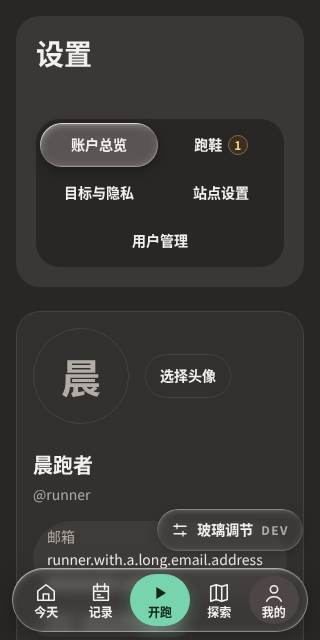 设置
账户总览
跑鞋 1
目标与隐私
站点设置
用户管理
晨
选择头像
晨跑者
@runner
玻璃调节 DEV
邮箱
runner.with.a.long.email.address
今天
记录
开跑
探索
我的